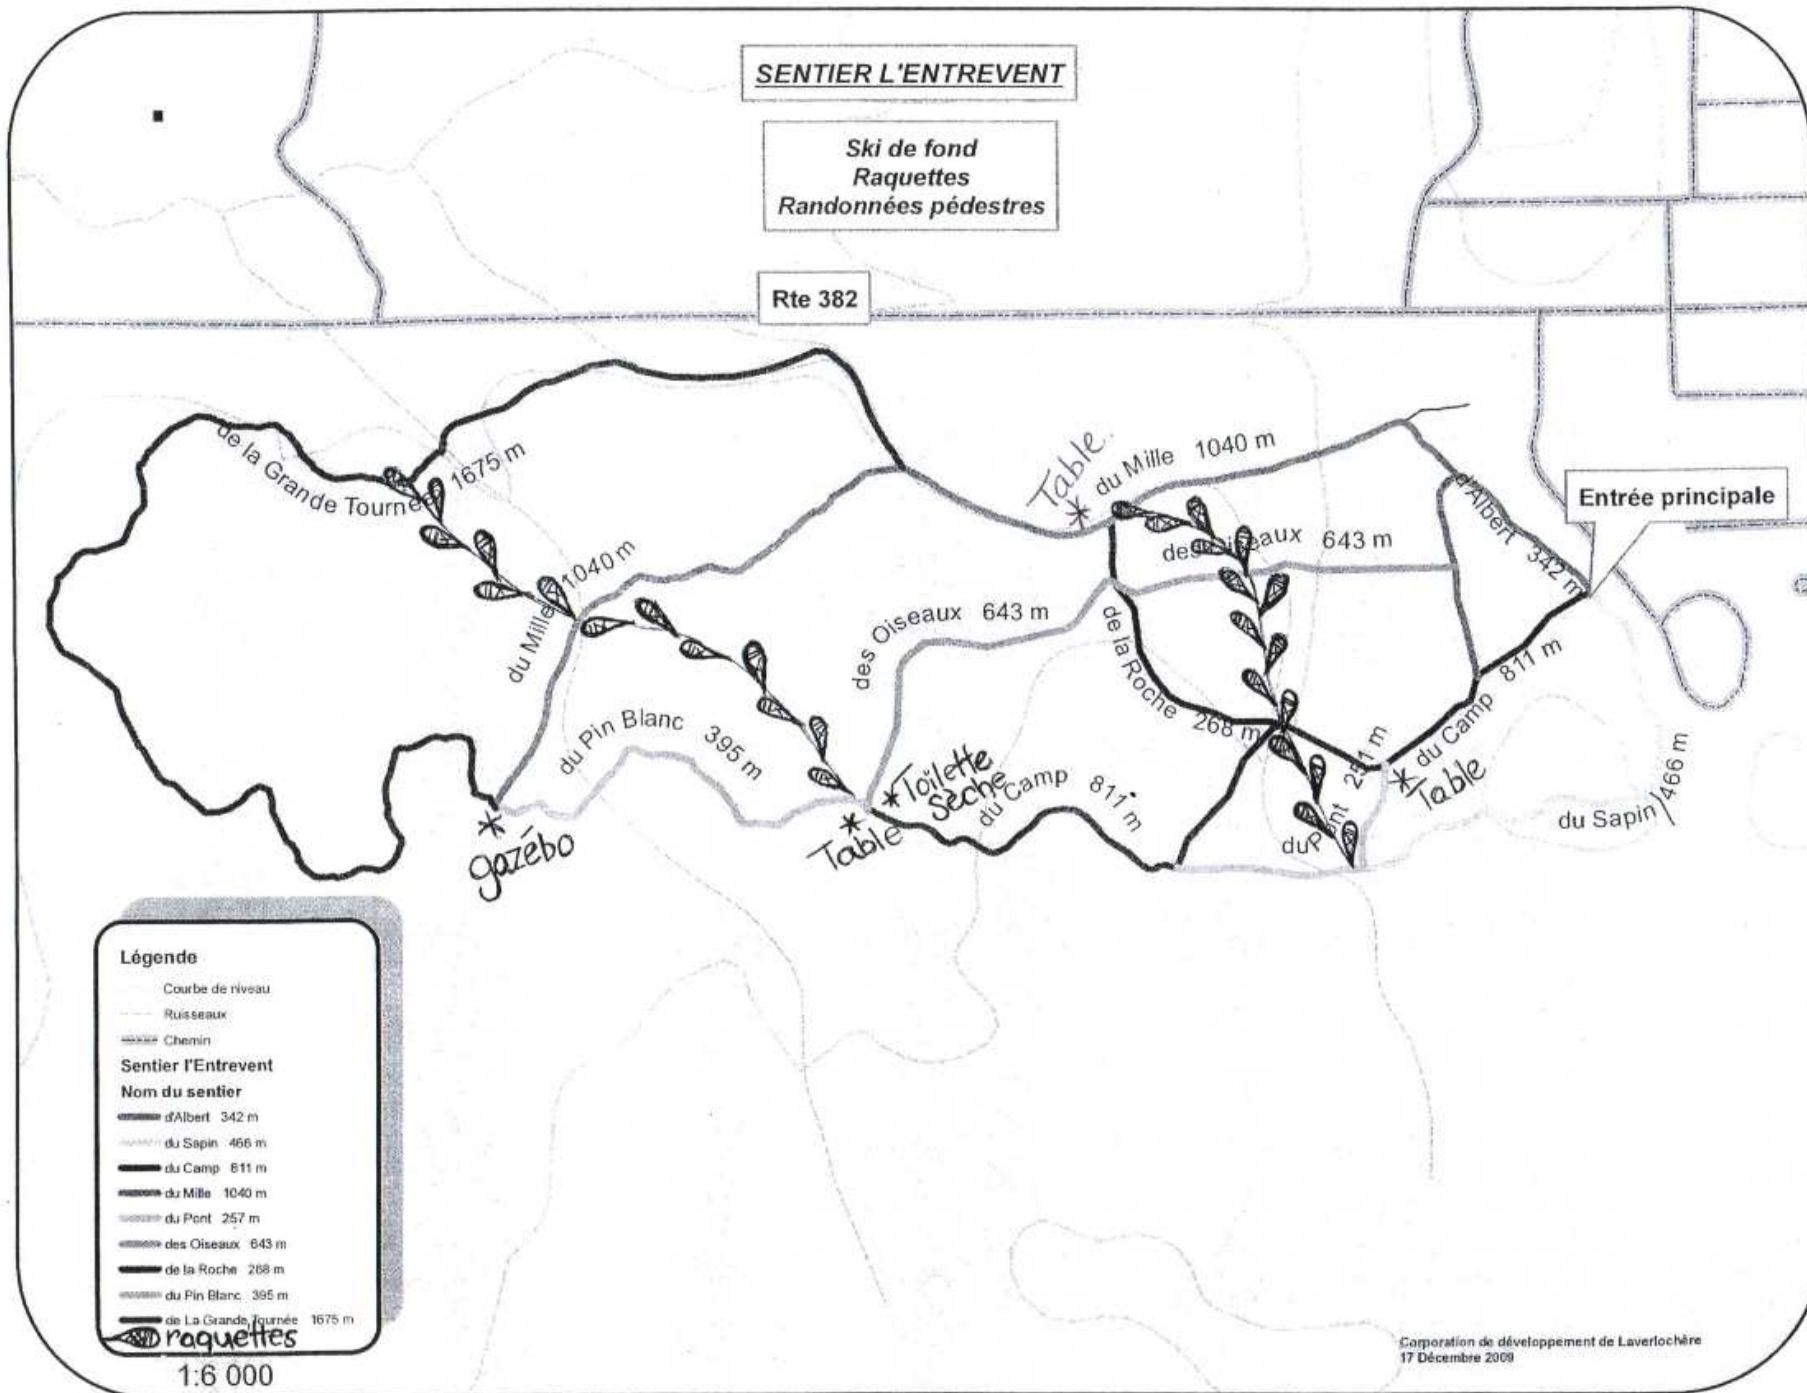 SENTIER L'ENTREVENT
Ski de fond
Raquettes
Randonnées pédestres
Rte 382
de la Grande Tournée 1675 m
Table.
du Mille 1040 m
d'Albert 342 m
Entrée principale
des Oiseaux 643 m
du Mille 1040 m
des Oiseaux 643 m
de la Roche 268 m
du Camp 811 m
du Pin Blanc 395 m
Toilette
sèche
du Camp 811 m
Table
gazébo
Table
du Pont 251 m
du Sapin 466 m
Légende
Courbe de niveau
Ruisseaux
Chemin
Sentier l'Entrevent
Nom du sentier
d'Albert 342 m
du Sapin 466 m
du Camp 811 m
du Mille 1040 m
du Pont 257 m
des Oiseaux 643 m
de la Roche 268 m
du Pin Blanc 395 m
de La Grande Tournée 1675 m
raquettes
1:6 000
Corporation de développement de Laverlochère
17 Décembre 2009